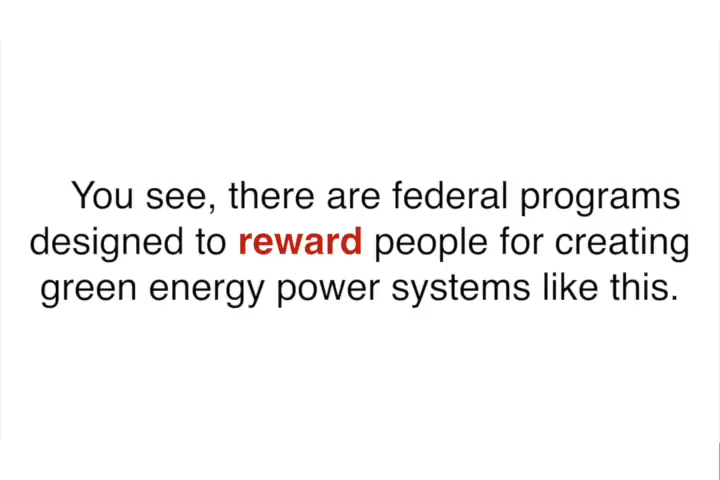 You see, there are federal programs
designed to reward people for creating
green energy power systems like this.